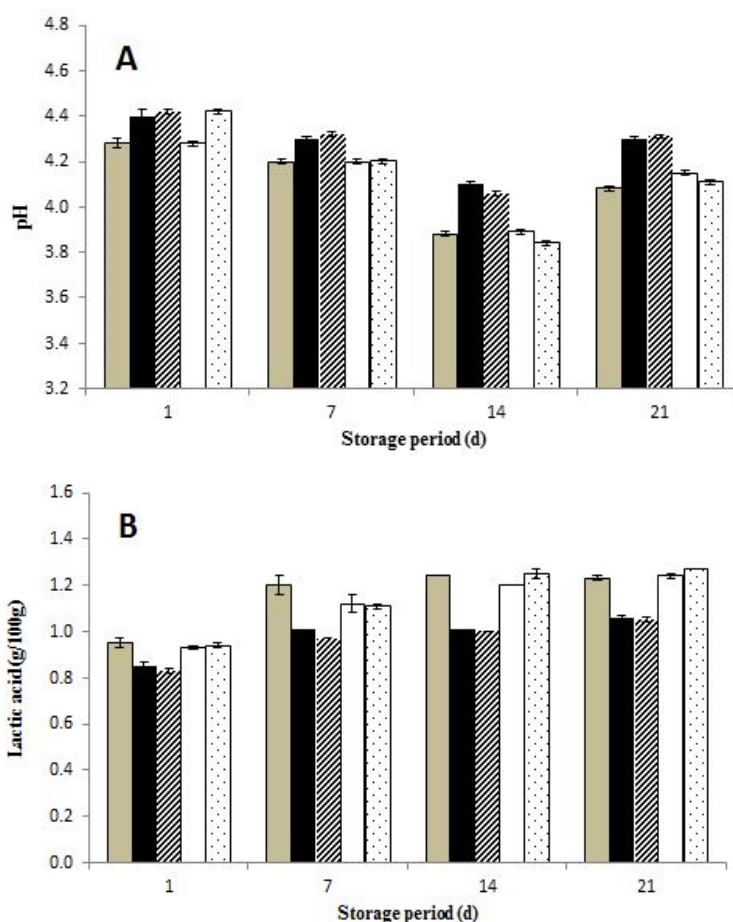 A
pH
4.8
4.6
4.4
4.2
4.0
3.8
3.6
3.4
3.2
1 7 14 21
Storage period (d)
B
Lactic acid (g/100g)
1.6
1.4
1.2
1.0
0.8
0.6
0.4
0.2
0.0
1 7 14 21
Storage period (d)